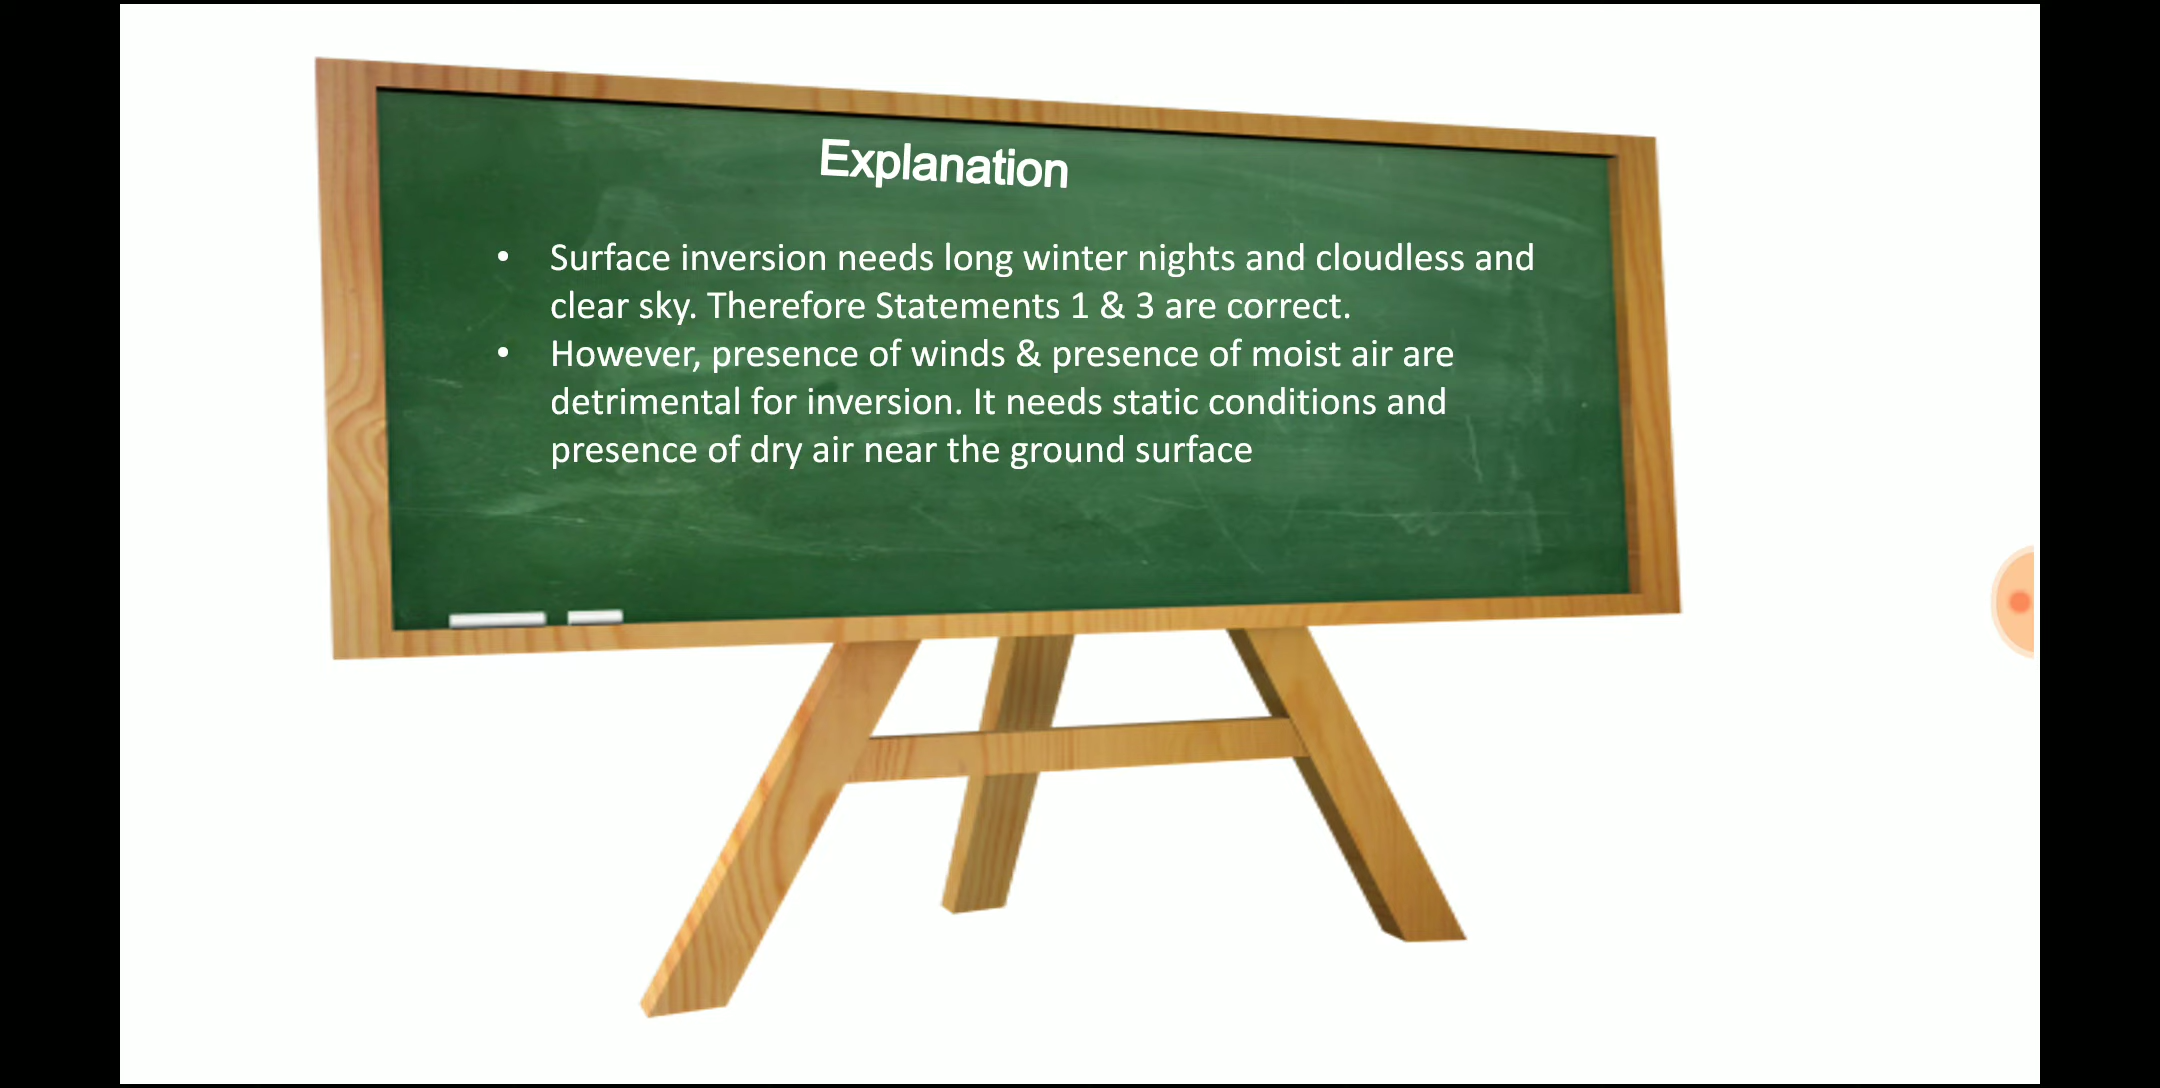 Explanation
• Surface inversion needs long winter nights and cloudless and
clear sky. Therefore Statements 1 & 3 are correct.
• However, presence of winds & presence of moist air are
detrimental for inversion. It needs static conditions and
presence of dry air near the ground surface